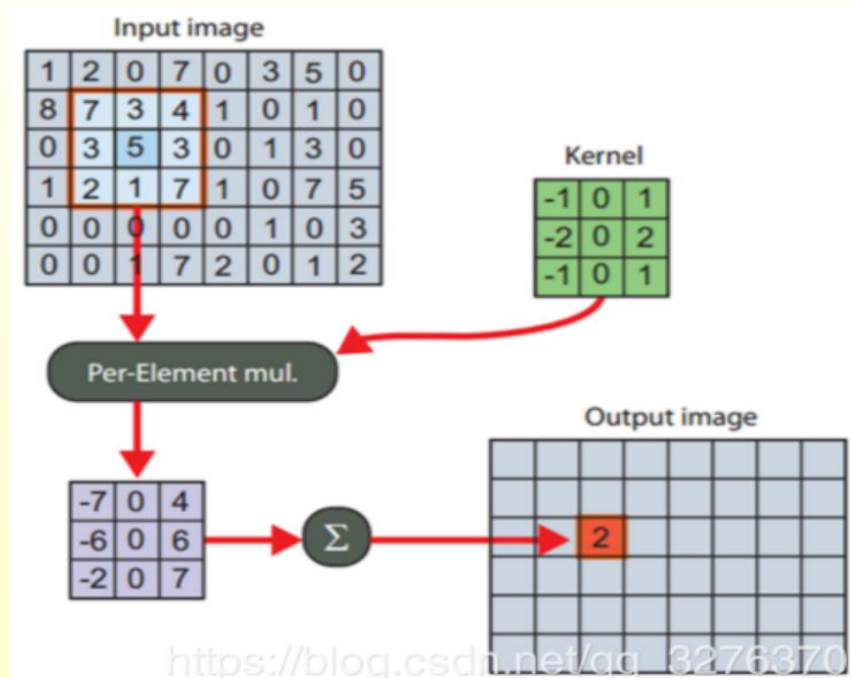 Input image
1 2 0 7 0 3 5 0
8 7 3 4 1 0 1 0
0 3 5 3 0 1 3 0
1 2 1 7 1 0 7 5
0 0 0 0 0 1 0 3
0 0 1 7 2 0 1 2
Kernel
-1 0 1
-2 0 2
-1 0 1
Per-Element mul.
-7 0 4
-6 0 6
-2 0 7
Σ
Output image
2
https://blog.csdn.net/qq_3276370